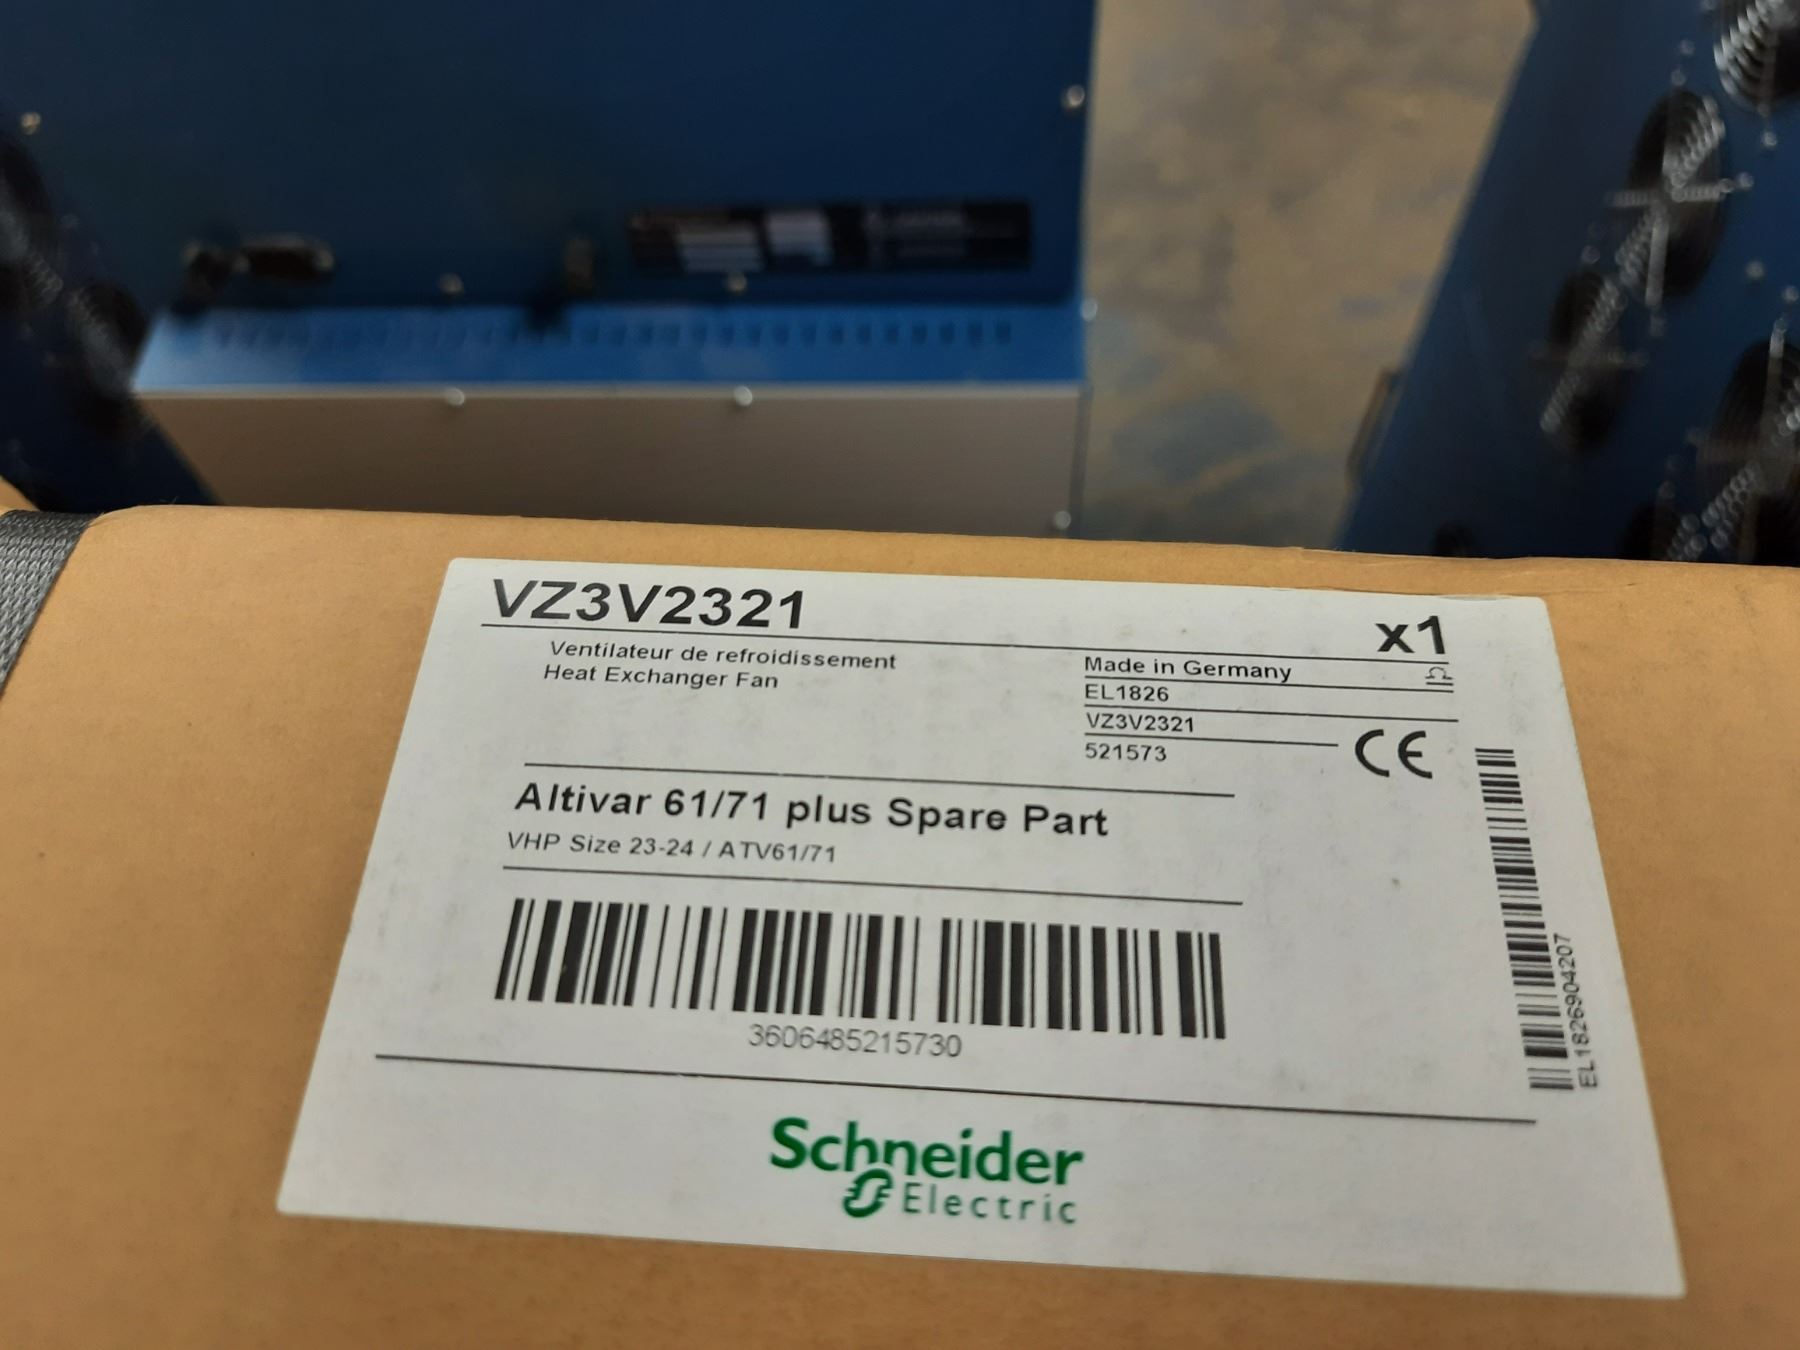 VZ3V2321
x1
Ventilateur de refroidissement
Heat Exchanger Fan
Made in Germany
EL1826
VZ3V2321
521573
CE
Altivar 61/71 plus Spare Part
VHP Size 23-24 / ATV61/71
3606485215730
EL1826904207
Schneider
Electric